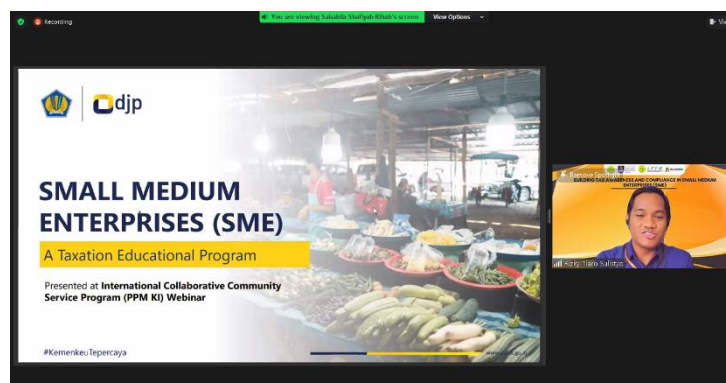 Recording
You are viewing Salsabila Shafiyah Rihab's screen
View Options
djp
SMALL MEDIUM
ENTERPRISES (SME)
A Taxation Educational Program
Presented at International Collaborative Community
Service Program (PPM KI) Webinar
#KemenkeuTepercaya
BUILDING TAX AWARENESS AND COMPLIANCE IN SMALL MEDIUM
ENTERPRISES (SME)